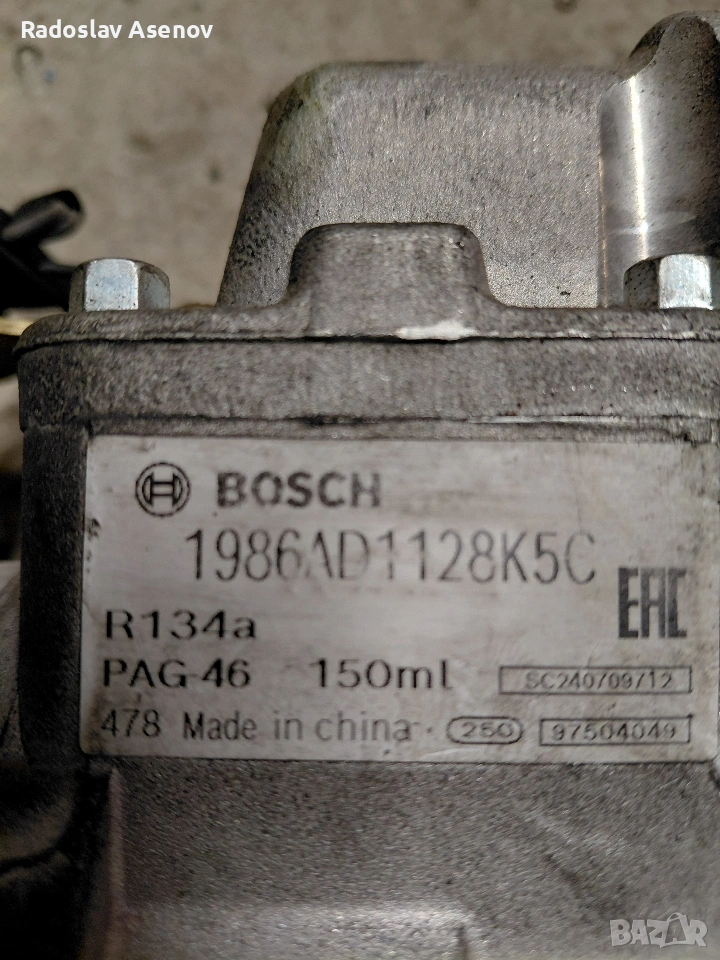 Radoslav Asenov
BOSCH
1986AD1128K5C
R134a
EAC
PAG-46 150ml SC240709712
478 Made in china 250 97504049
BAZAR